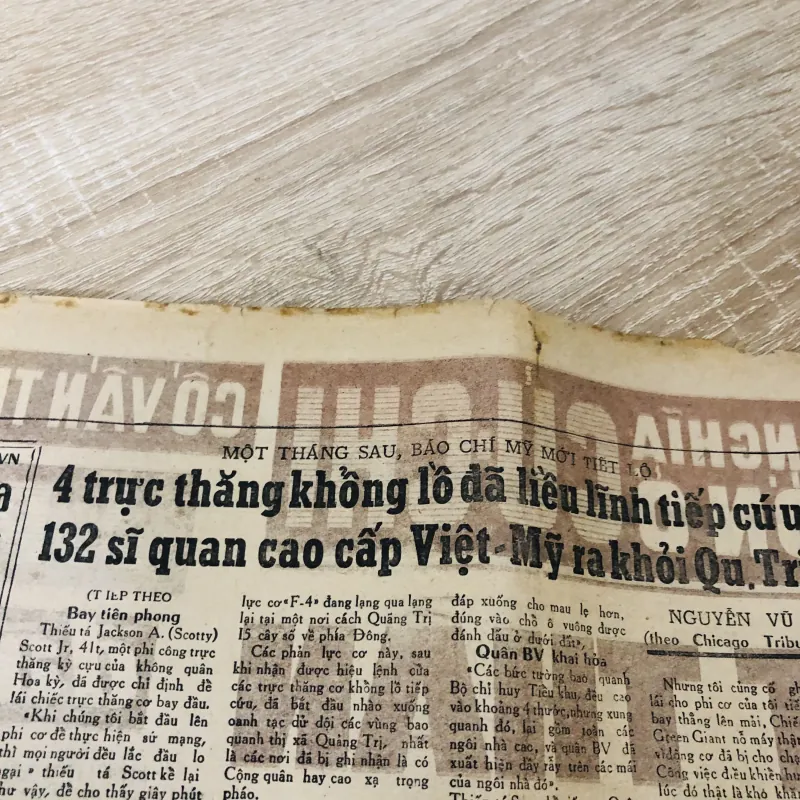 VN
MỘT THÁNG SAU, BÁO CHÍ MỸ MỚI TIẾT LỘ
4 trực thăng khổng lồ đã liều lĩnh tiếp cứu
132 sĩ quan cao cấp Việt-Mỹ ra khỏi Qu. Tr
(TIẾP THEO
Bay tiên phong
Thiếu tá Jackson A. (Scotty)
Scott Jr, 41t, một phi công trực
thăng kỳ cựu của không quân
Hoa kỳ, đã được chỉ định để
lái chiếc trực thăng cơ bay đầu.
«Khi chúng tôi bắt đầu lên
phi cơ để thực hiện sứ mạng,
thì mọi người đều lắc đầu lo
ngại» thiếu tá Scott kể lại
như vậy, để cho thấy giây phút
lực cơ «F-4» đang lạng qua lạng
lại tại một nơi cách Quảng Trị
15 cây số về phía Đông.
Các phản lực cơ này, sau
khi nhận được hiệu lệnh của
các trực thăng cơ khổng lồ tiếp
cứu, đã bắt đầu nhào xuống
oanh tạc dữ dội các vùng bao
quanh thị xã Quảng Trị, nhất
là các nơi đã bị ghi nhận là có
Cộng quân hay cao xạ trọng
pháo.
đáp xuống cho mau lẹ hơn,
đúng vào chỗ ô vuông được
đánh dấu ở dưới đất»,
Quân BV khai hỏa
«Các bức tường bao quanh
Bộ chỉ huy Tiểu khu, đều cao
vào khoảng 4 thước, nhưng xung
quanh đó, lại gồm toàn các
ngôi nhà cao, và quân BV đã
xuất hiện đầy rẫy trên các mái
của ngôi nhà đó».
NGUYỄN VŨ
(theo Chicago Tribu
Nhưng tôi cũng cố gh
lái cho phi cơ của tôi tiế
bay thẳng lên mái. Chiế
Green Giant nổ máy thật
vì động cơ đã bị cho chạ
Công việc điều khiển hu
lúc đó thật là khó khăn